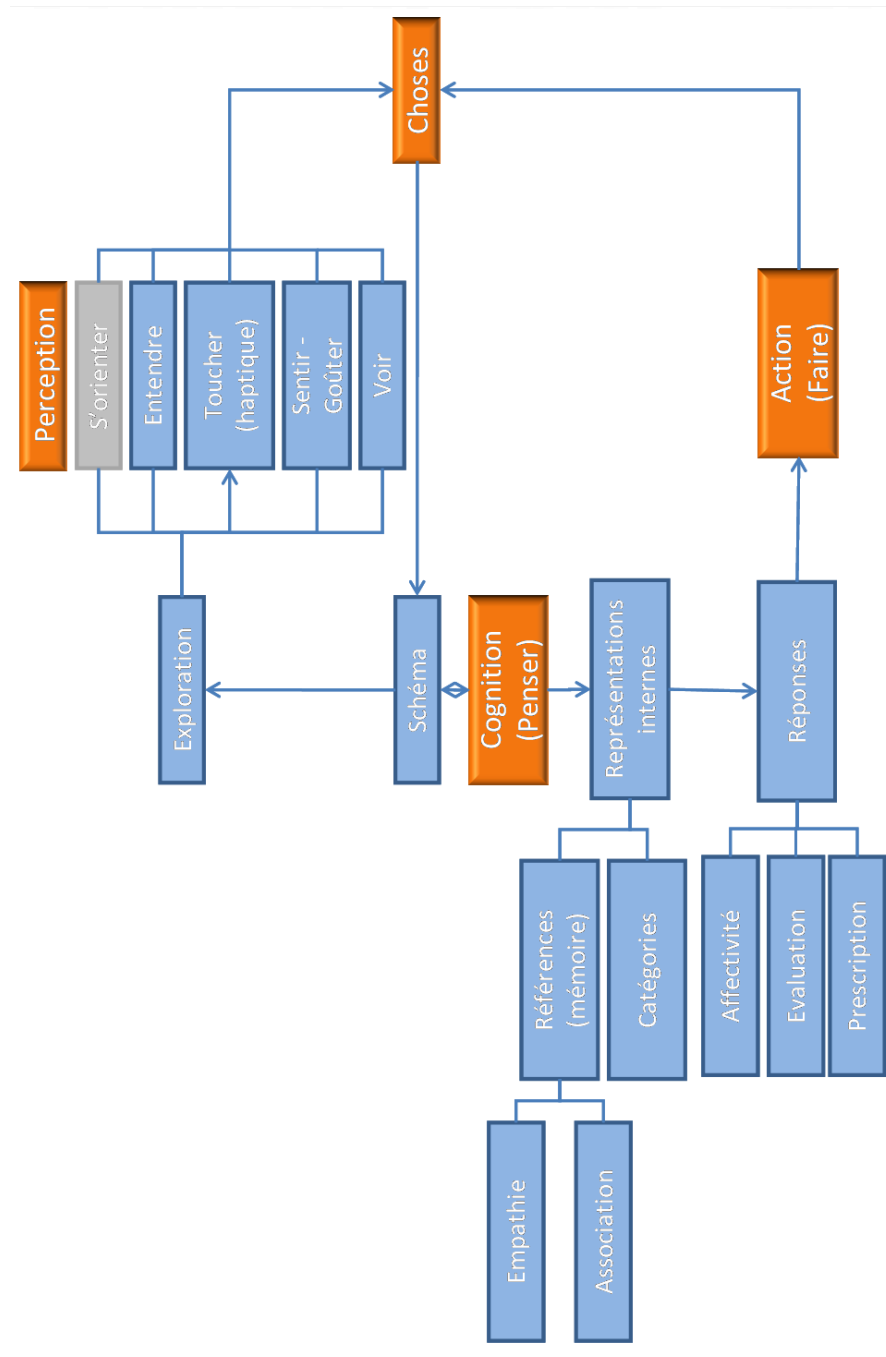 Perception
S'orienter
Entendre
Exploration
Toucher
(haptique)
Sentir -
Goûter
Voir
Schéma
Choses
Cognition
(Penser)
Empathie
Références
(mémoire)
Association
Représentations
internes
Catégories
Affectivité
Evaluation
Réponses
Action
(Faire)
Prescription